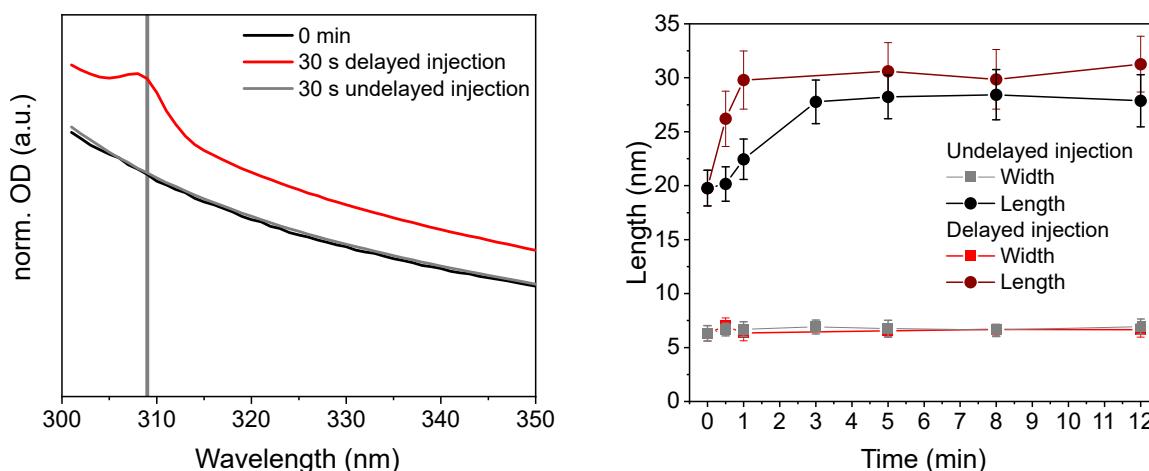 norm. OD (a.u.)
0 min
30 s delayed injection
30 s undelayed injection
300 310 320 330 340 350
Wavelength (nm)
Length (nm)
35
30
25
20
15
10
5
0
Undelayed injection
Width
Length
Delayed injection
Width
Length
0 1 2 3 4 5 6 7 8 9 10 11 12
Time (min)